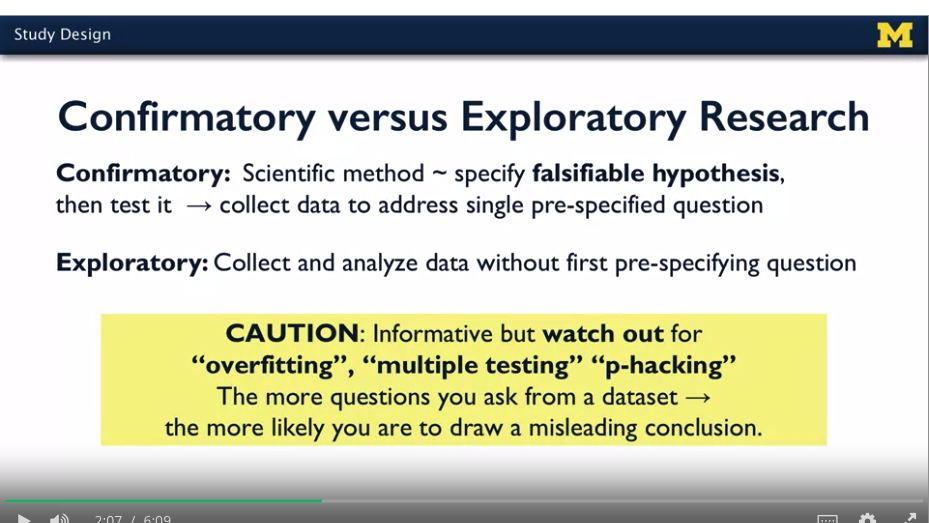 Study Design
M
Confirmatory versus Exploratory Research
Confirmatory: Scientific method ~ specify falsifiable hypothesis,
then test it → collect data to address single pre-specified question
Exploratory: Collect and analyze data without first pre-specifying question
CAUTION: Informative but watch out for
“overfitting”, “multiple testing” “p-hacking”
The more questions you ask from a dataset →
the more likely you are to draw a misleading conclusion.
2:07 / 6:09